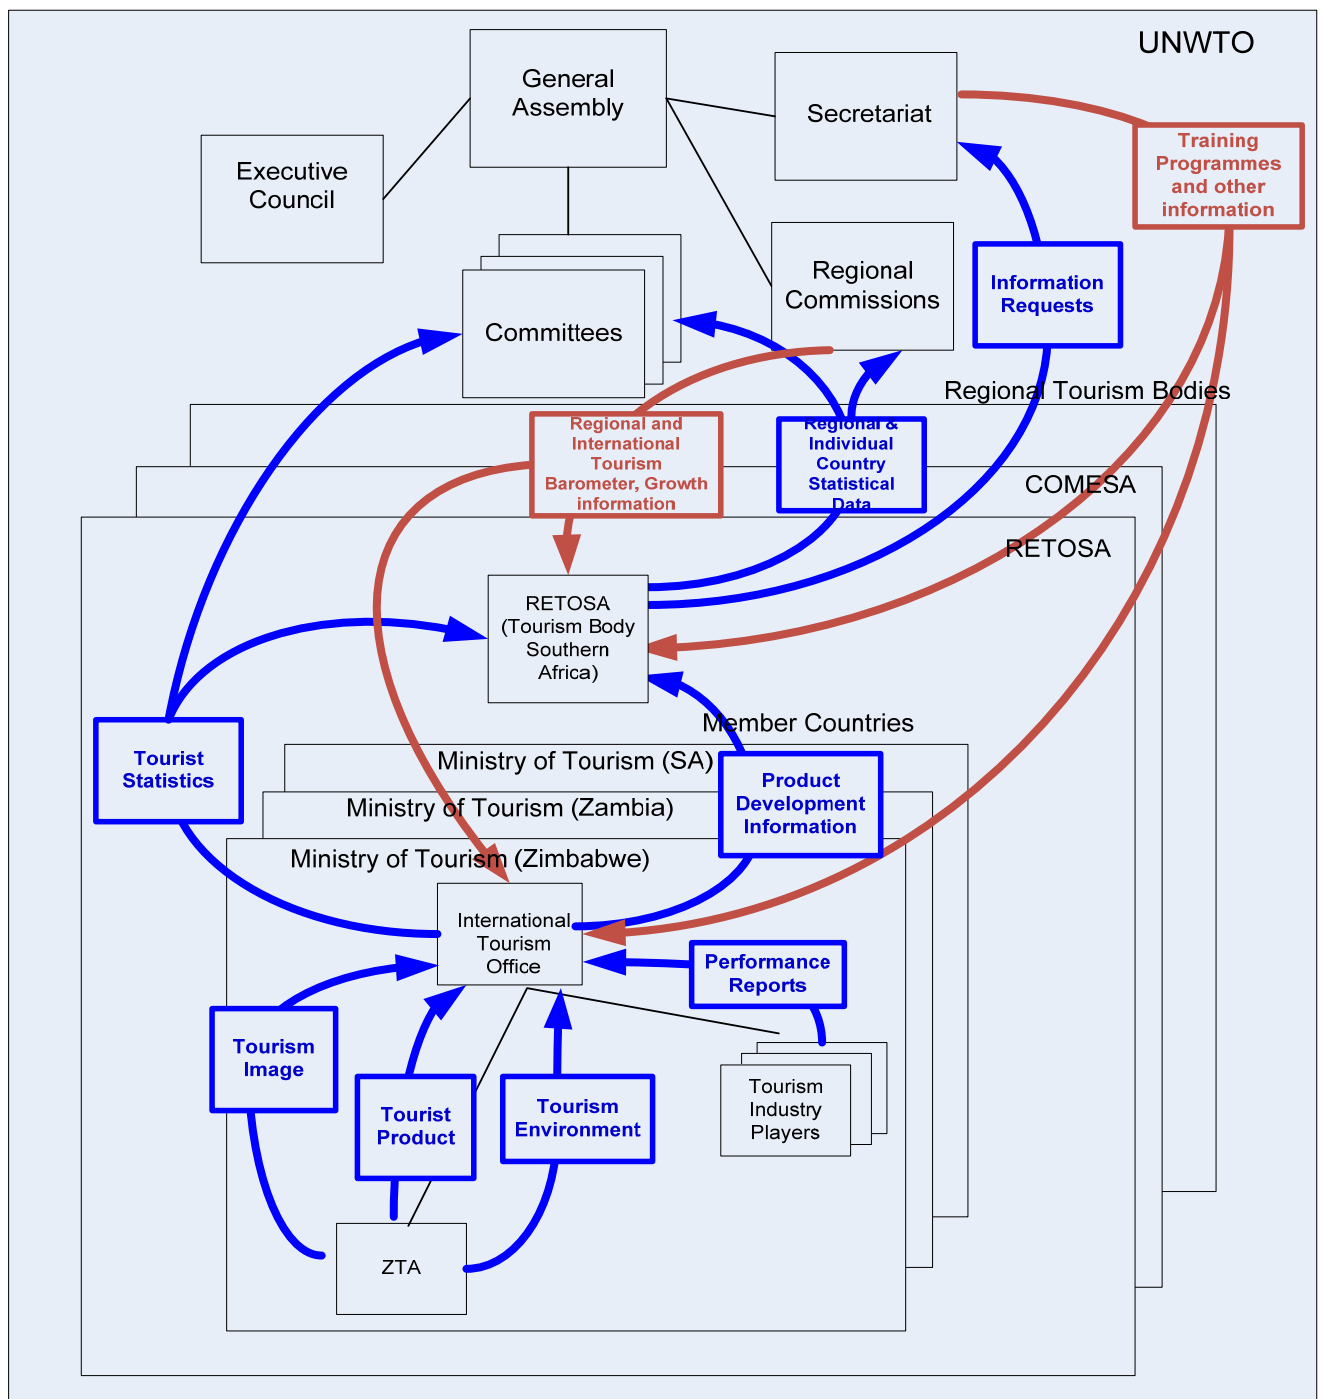 UNWTO
General
Assembly
Secretariat
Executive
Council
Training
Programmes
and other
information
Regional
Commissions
Information
Requests
Committees
Regional Tourism Bodies
Regional and
International
Tourism
Barometer, Growth
information
Regional &
Individual
Country
Statistical
Data
COMESA
RETOSA
RETOSA
(Tourism Body
Southern
Africa)
Member Countries
Tourist
Statistics
Ministry of Tourism (SA)
Product
Development
Information
Ministry of Tourism (Zambia)
Ministry of Tourism (Zimbabwe)
International
Tourism
Office
Performance
Reports
Tourism
Image
Tourist
Product
Tourism
Environment
Tourism
Industry
Players
ZTA